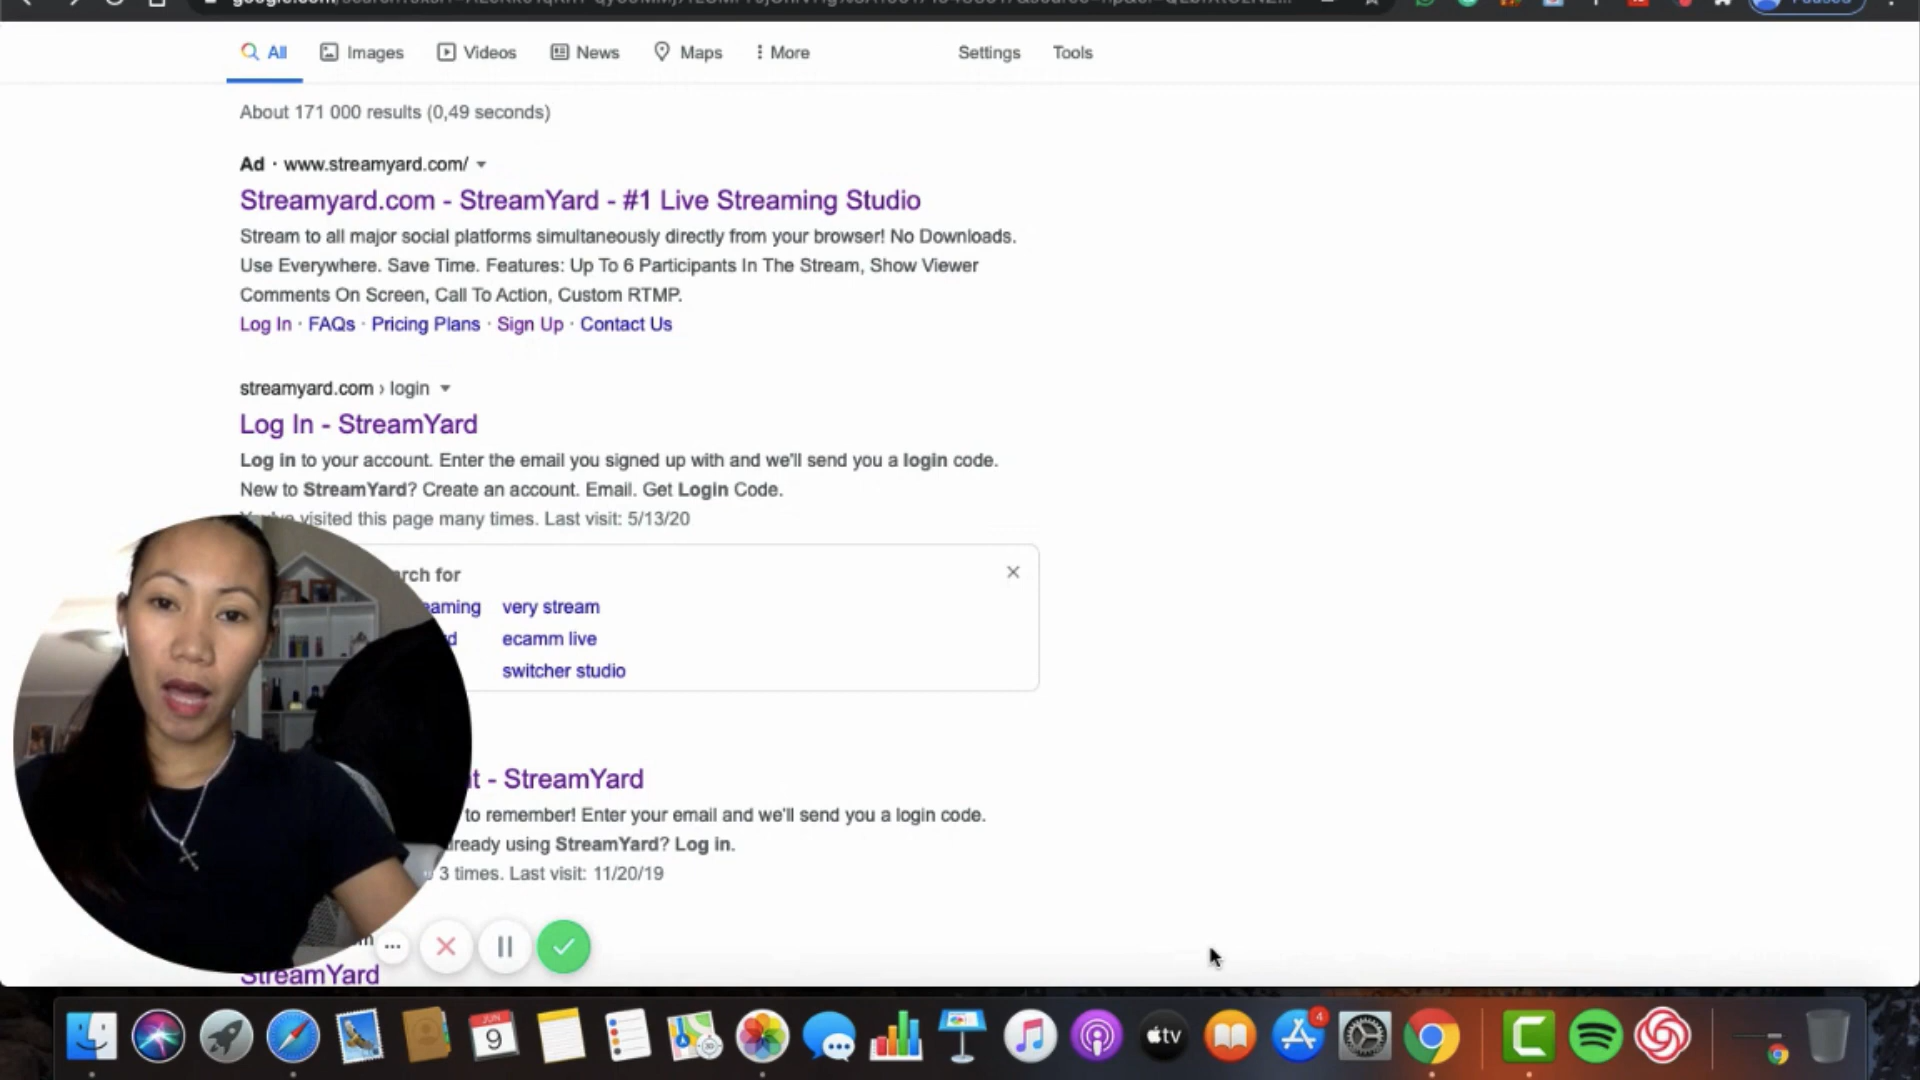 All Images Videos News Maps More Settings Tools
About 171 000 results (0,49 seconds)
Ad · www.streamyard.com/
Streamyard.com - StreamYard - #1 Live Streaming Studio
Stream to all major social platforms simultaneously directly from your browser! No Downloads.
Use Everywhere. Save Time. Features: Up To 6 Participants In The Stream, Show Viewer
Comments On Screen, Call To Action, Custom RTMP.
Log In · FAQs · Pricing Plans · Sign Up · Contact Us
streamyard.com › login
Log In - StreamYard
Log in to your account. Enter the email you signed up with and we'll send you a login code.
New to StreamYard? Create an account. Email. Get Login Code.
You've visited this page many times. Last visit: 5/13/20
for
very stream
ecamm live
switcher studio
- StreamYard
to remember! Enter your email and we'll send you a login code.
already using StreamYard? Log in.
3 times. Last visit: 11/20/19
StreamYard
JUN
9
tv
4